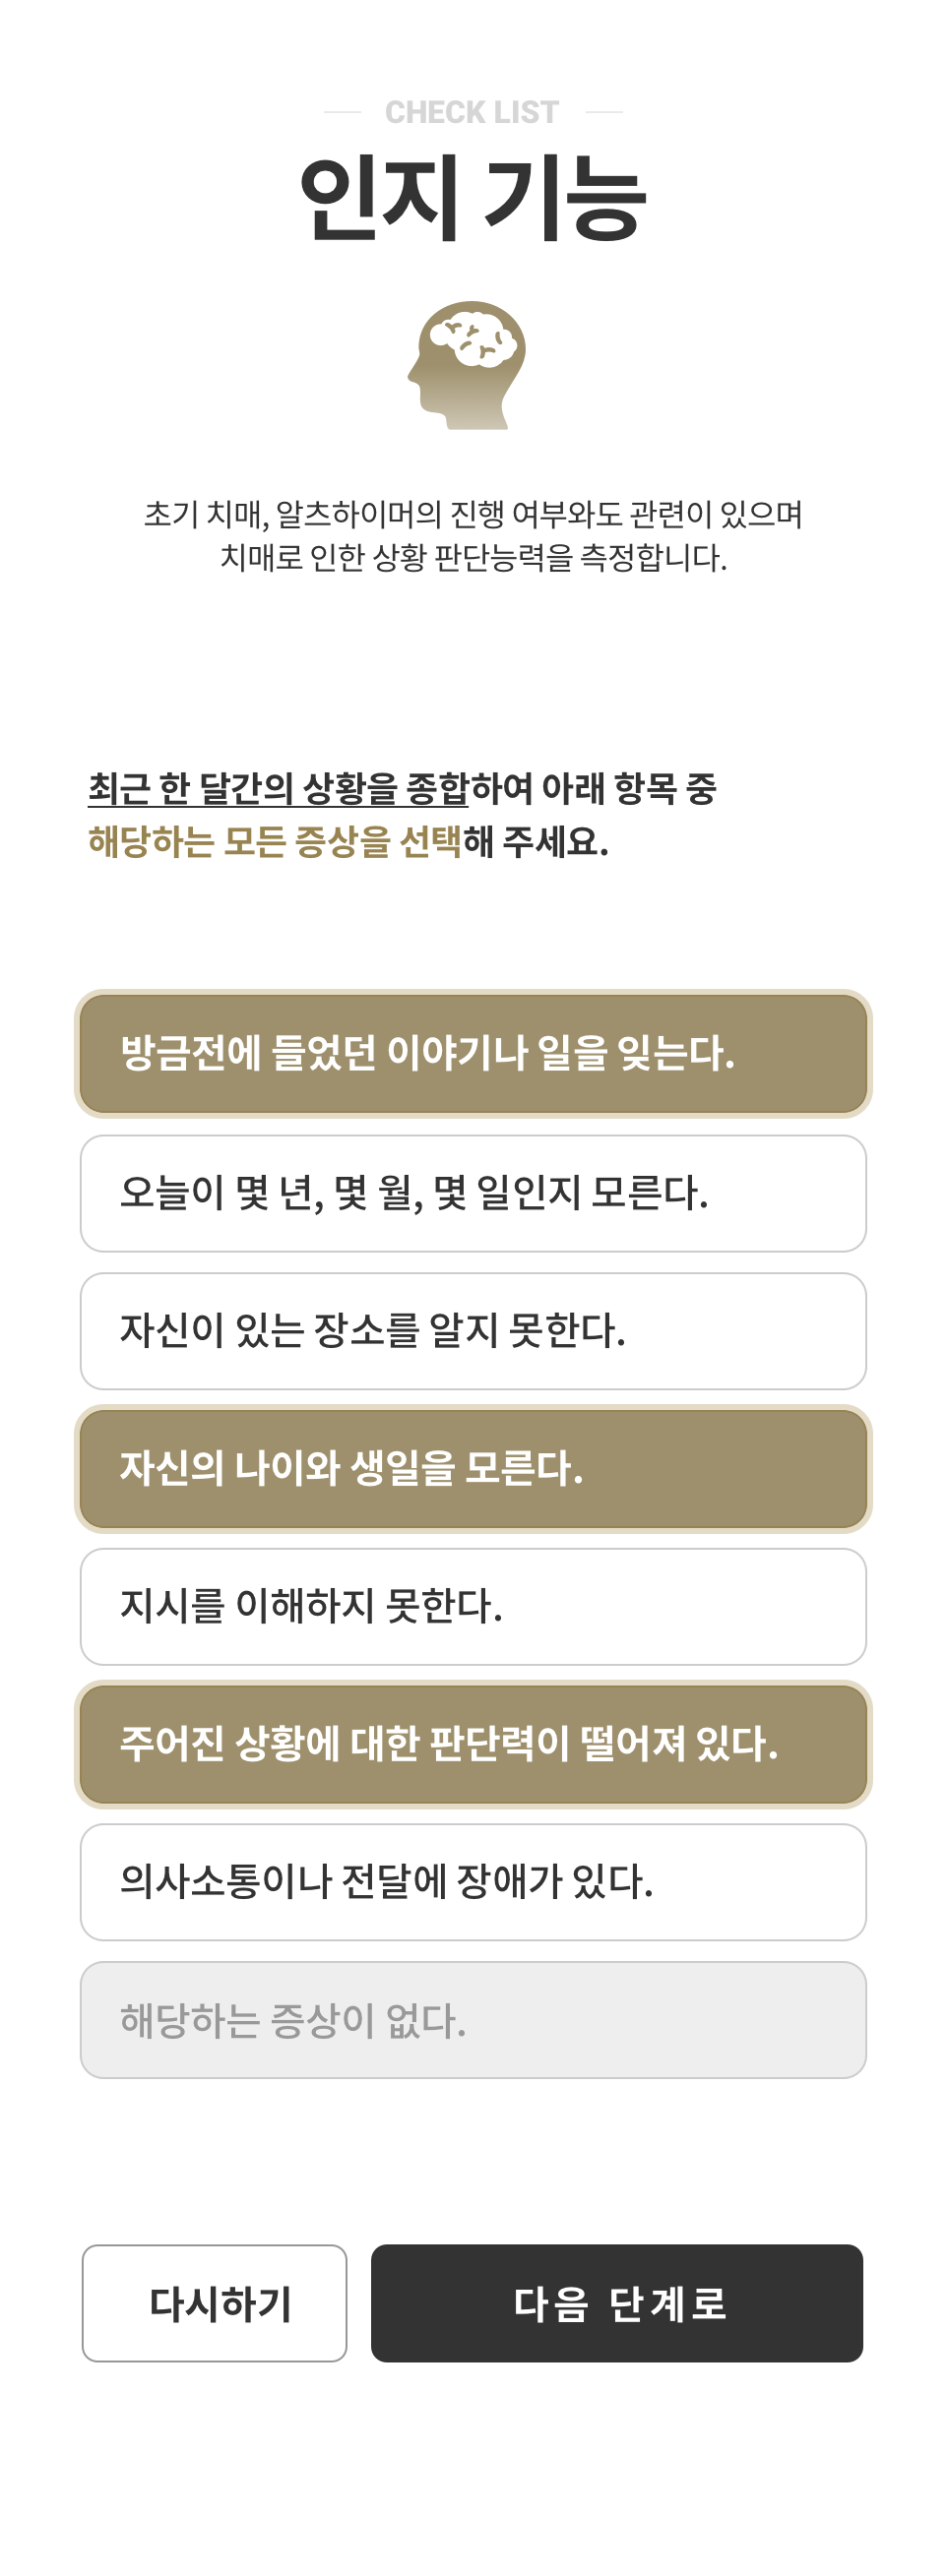 CHECK LIST
인지 기능
초기 치매, 알츠하이머의 진행 여부와도 관련이 있으며
치매로 인한 상황 판단능력을 측정합니다.
최근 한 달간의 상황을 종합하여 아래 항목 중
해당하는 모든 증상을 선택해 주세요.
방금전에 들었던 이야기나 일을 잊는다.
오늘이 몇 년, 몇 월, 몇 일인지 모른다.
자신이 있는 장소를 알지 못한다.
자신의 나이와 생일을 모른다.
지시를 이해하지 못한다.
주어진 상황에 대한 판단력이 떨어져 있다.
의사소통이나 전달에 장애가 있다.
해당하는 증상이 없다.
다시하기
다음 단계로